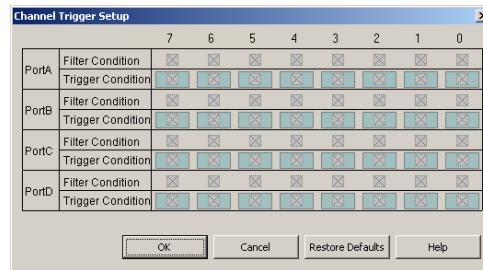 Channel Trigger Setup
7 6 5 4 3 2 1 0
PortA
Filter Condition
Trigger Condition
PortB
Filter Condition
Trigger Condition
PortC
Filter Condition
Trigger Condition
PortD
Filter Condition
Trigger Condition
OK Cancel Restore Defaults Help